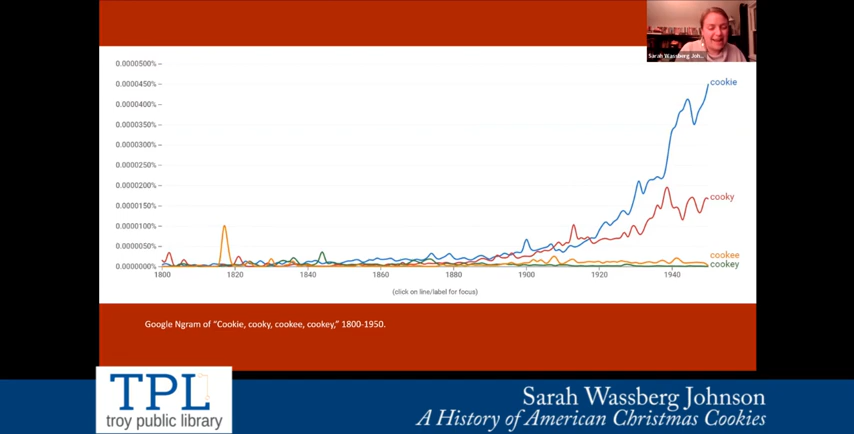 Sarah Wassberg Jon...
0.0000500%
0.0000450%
cookie
0.0000400%
0.0000350%
0.0000300%
0.0000250%
0.0000200%
cooky
0.0000150%
0.0000100%
0.0000050%
cookee
cookey
0.0000000%
1800
1820
1840
1860
1880
1900
1920
1940
(click on line/label for focus)
Google Ngram of “Cookie, cooky, cookee, cookey,” 1800-1950.
TPL
troy public library
Sarah Wassberg Johnson
A History of American Christmas Cookies